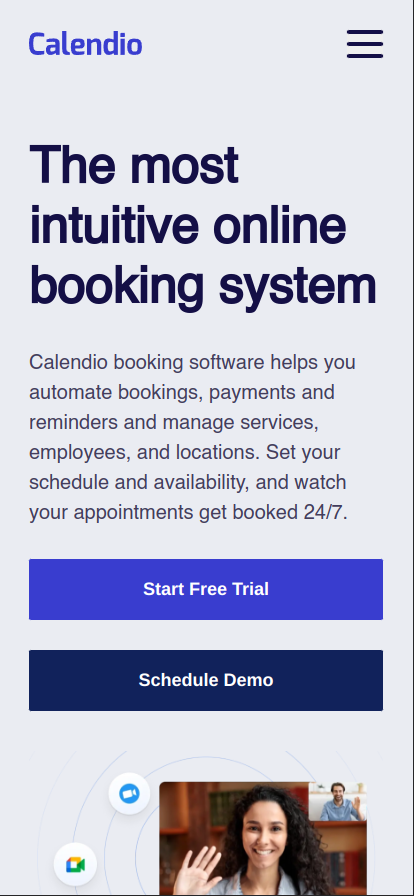 Calendio
The most
intuitive online
booking system
Calendio booking software helps you
automate bookings, payments and
reminders and manage services,
employees, and locations. Set your
schedule and availability, and watch
your appointments get booked 24/7.
Start Free Trial
Schedule Demo